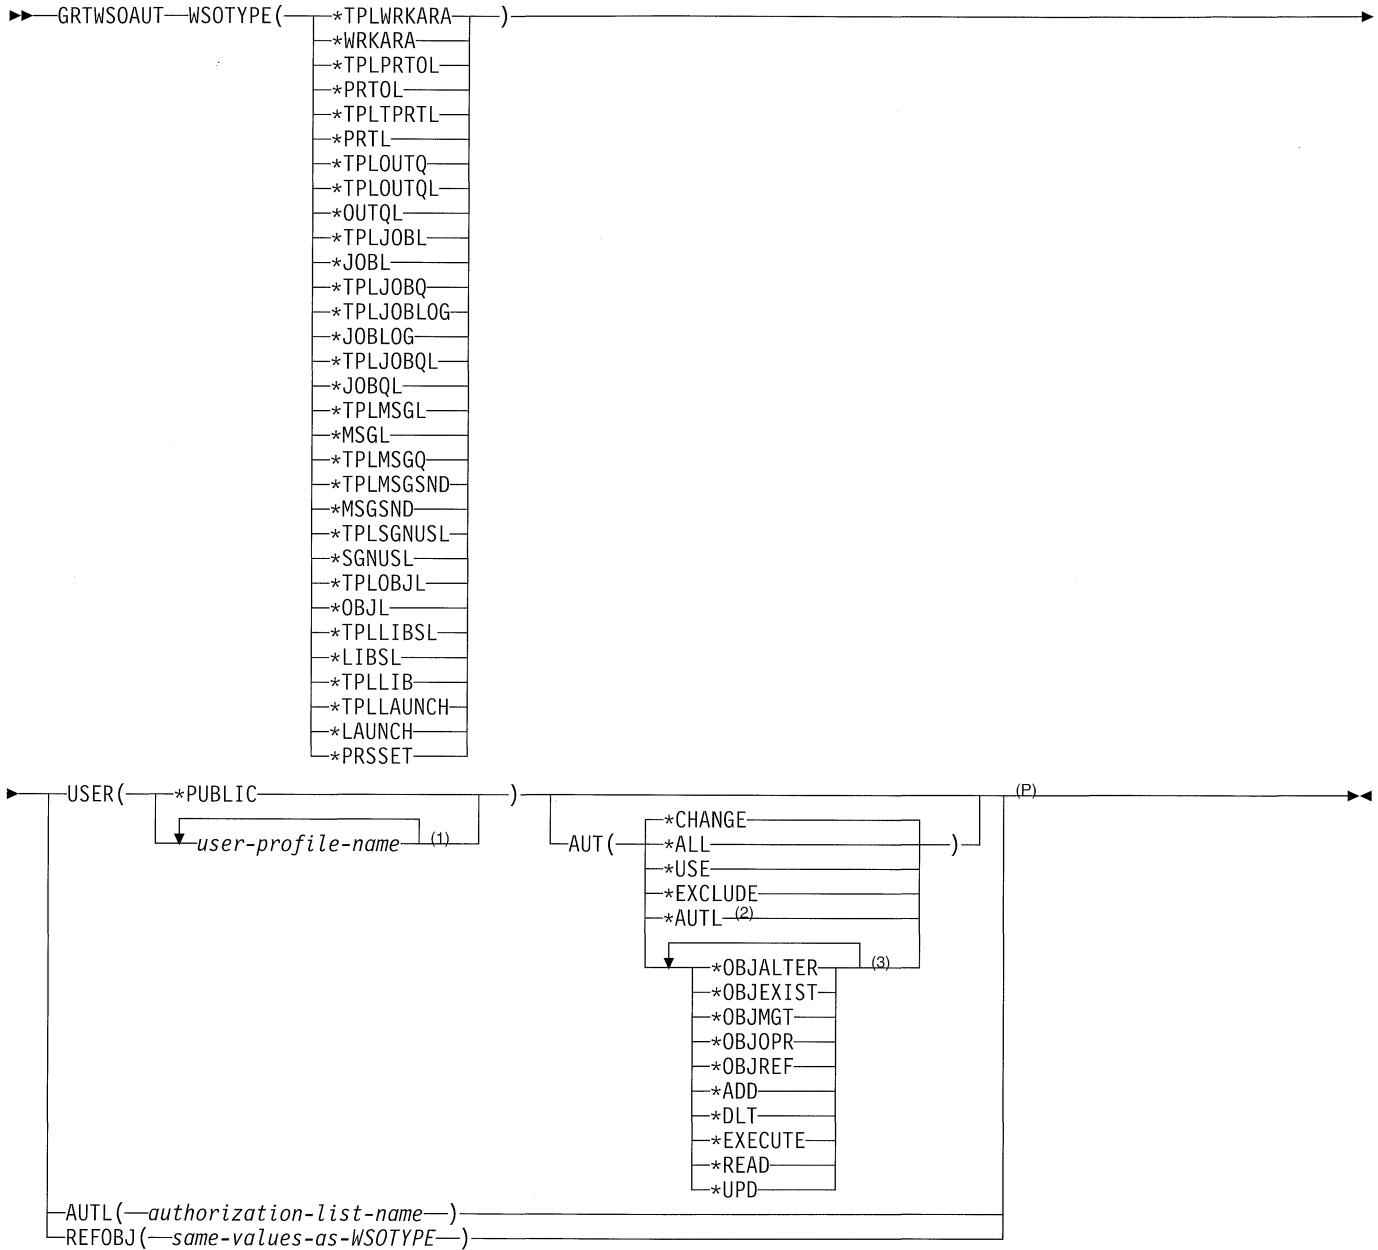 GRTWSOAUT WSOTYPE( *TPLWRKARA )
*WRKARA
*TPLPRTOL
*PRTOL
*TPLTPRTL
*PRTL
*TPLOUTQ
*TPLOUTQL
*OUTQL
*TPLJOBL
*JOBL
*TPLJOBQ
*TPLJOBLOG
*JOBLOG
*TPLJOBQL
*JOBQL
*TPLMSGL
*MSGL
*TPLMSGQ
*TPLMSGSND
*MSGSND
*TPLSGNUSL
*SGNUSL
*TPLOBJL
*OBJL
*TPLLIBSL
*LIBSL
*TPLLIB
*TPLLAUNCH
*LAUNCH
*PRSSET
USER( *PUBLIC ) (P)
user-profile-name (1)
AUT( *CHANGE
*ALL )
*USE
*EXCLUDE
*AUTL (2)
*OBJALTER (3)
*OBJEXIST
*OBJMGT
*OBJOPR
*OBJREF
*ADD
*DLT
*EXECUTE
*READ
*UPD
AUTL( authorization-list-name )
REFOBJ( same-values-as-WSOTYPE )